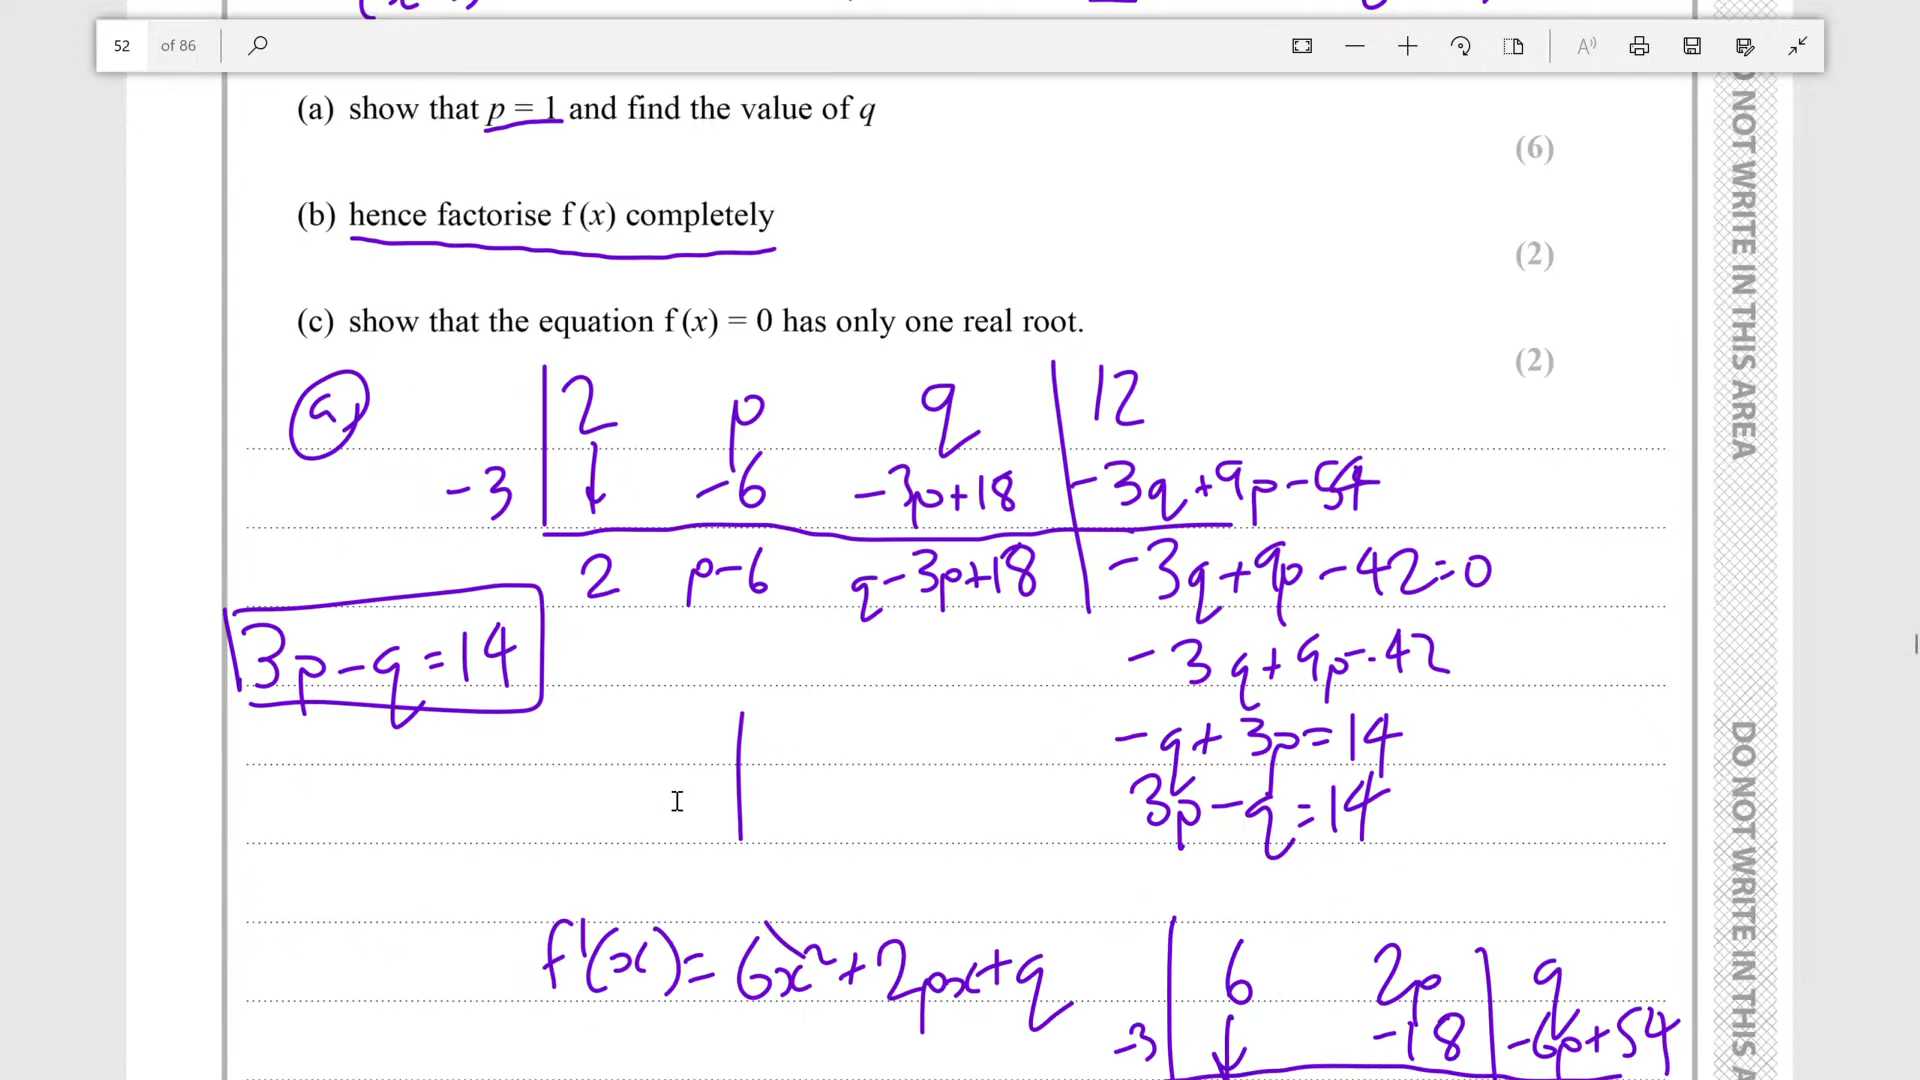 52 of 86
(a) show that p = 1 and find the value of q
(6)
(b) hence factorise f(x) completely
(2)
(c) show that the equation f(x) = 0 has only one real root.
(2)
a) 2 p q 12
-3 -6 -3p+18 -3q+9p-54
2 p-6 q-3p+18 -3q+9p-42=0
3p-q=14
-3q+9p-42
-q+3p=14
3p-q=14
f'(x)=6x²+2px+q
6 2p q
-3 -18 -6p+54
DO NOT WRITE IN THIS AREA
DO NOT WRITE IN THIS A